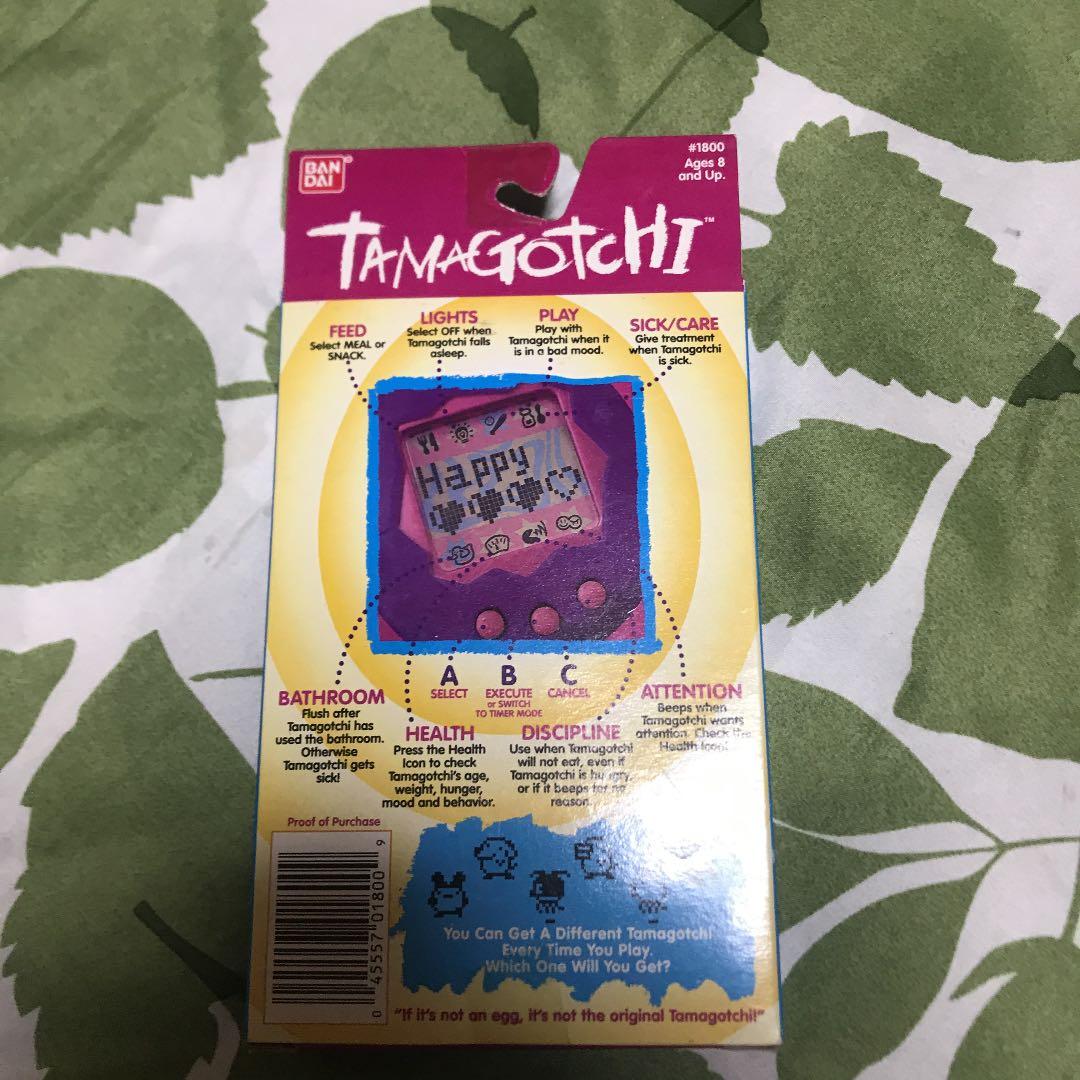 BAN
DAI
#1800
Ages 8
and Up.
TAMAGOTCHI™
FEED
Select MEAL or
SNACK.
LIGHTS
Select OFF when
Tamagotchi falls
asleep.
PLAY
Play with
Tamagotchi when it
is in a bad mood.
SICK/CARE
Give treatment
when Tamagotchi
is sick.
Happy
A
SELECT
B
EXECUTE
or SWITCH
TO TIMER MODE
C
CANCEL
BATHROOM
Flush after
Tamagotchi has
used the bathroom.
Otherwise
Tamagotchi gets
sick!
HEALTH
Press the Health
Icon to check
Tamagotchi's age,
weight, hunger,
mood and behavior.
DISCIPLINE
Use when Tamagotchi
will not eat, even if
Tamagotchi is hungry,
or if it beeps for no
reason.
ATTENTION
Beeps when
Tamagotchi wants
attention. Check the
Health Icon!
Proof of Purchase
0 45557 01800 9
You Can Get A Different Tamagotchi
Every Time You Play.
Which One Will You Get?
"If it's not an egg, it's not the original Tamagotchi!"